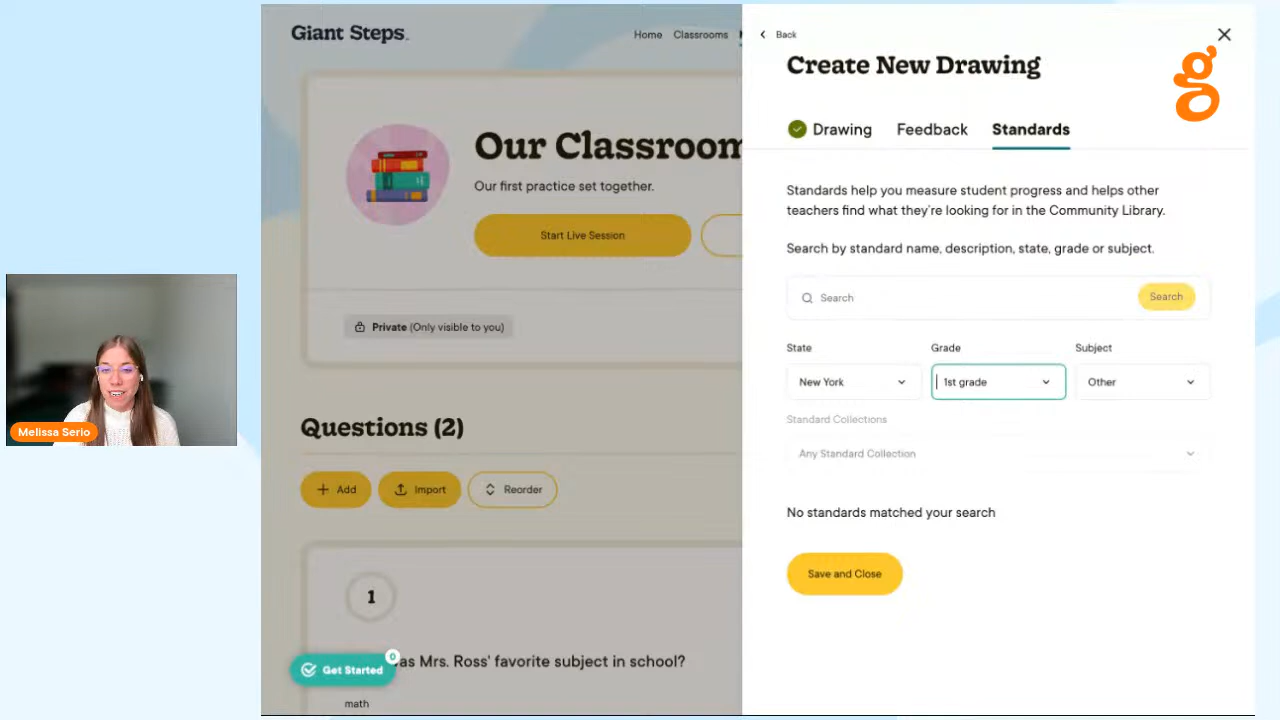 Giant Steps
Home
Classrooms
Our Classroom
Our first practice set together.
Start Live Session
Private (Only visible to you)
Questions (2)
Add
Import
Reorder
1
as Mrs. Ross' favorite subject in school?
math
Get Started
0
Melissa Serio
Back
g
Create New Drawing
Drawing
Feedback
Standards
Standards help you measure student progress and helps other
teachers find what they're looking for in the Community Library.
Search by standard name, description, state, grade or subject.
Search
Search
State
Grade
Subject
New York
1st grade
Other
Standard Collections
Any Standard Collection
No standards matched your search
Save and Close